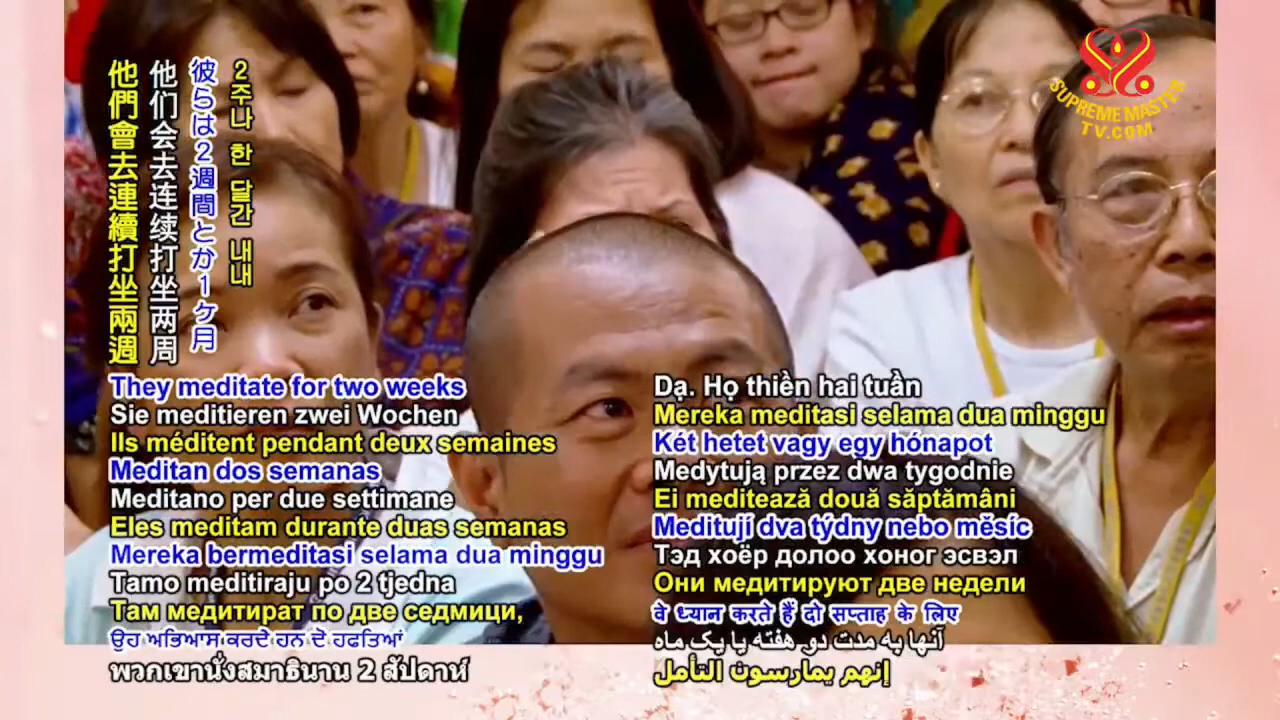 他們會去連續打坐兩週
他们会去连续打坐两周
彼らは2週間とか1ヶ月
2주나 한 달간 내내
They meditate for two weeks
Sie meditieren zwei Wochen
Ils méditent pendant deux semaines
Meditan dos semanas
Meditano per due settimane
Eles meditam durante duas semanas
Mereka bermeditasi selama dua minggu
Tamo meditiraju po 2 tjedna
Там медитират по две седмици,
ਉਹ ਅਭਿਆਸ ਕਰਦੇ ਹਨ ਦੋ ਹਫਤਿਆਂ
พวกเขานั่งสมาธินาน 2 สัปดาห์
Dạ. Họ thiền hai tuần
Mereka meditasi selama dua minggu
Két hetet vagy egy hónapot
Medytują przez dwa tygodnie
Ei meditează două săptămâni
Meditují dva týdny nebo měsíc
Тэд хоёр долоо хоног эсвэл
Они медитируют две недели
वे ध्यान करते हैं दो सप्ताह के लिए
آنها به مدت دو هفته یا یک ماه
إنهم يمارسون التأمل
SUPREME MASTER
TV.COM